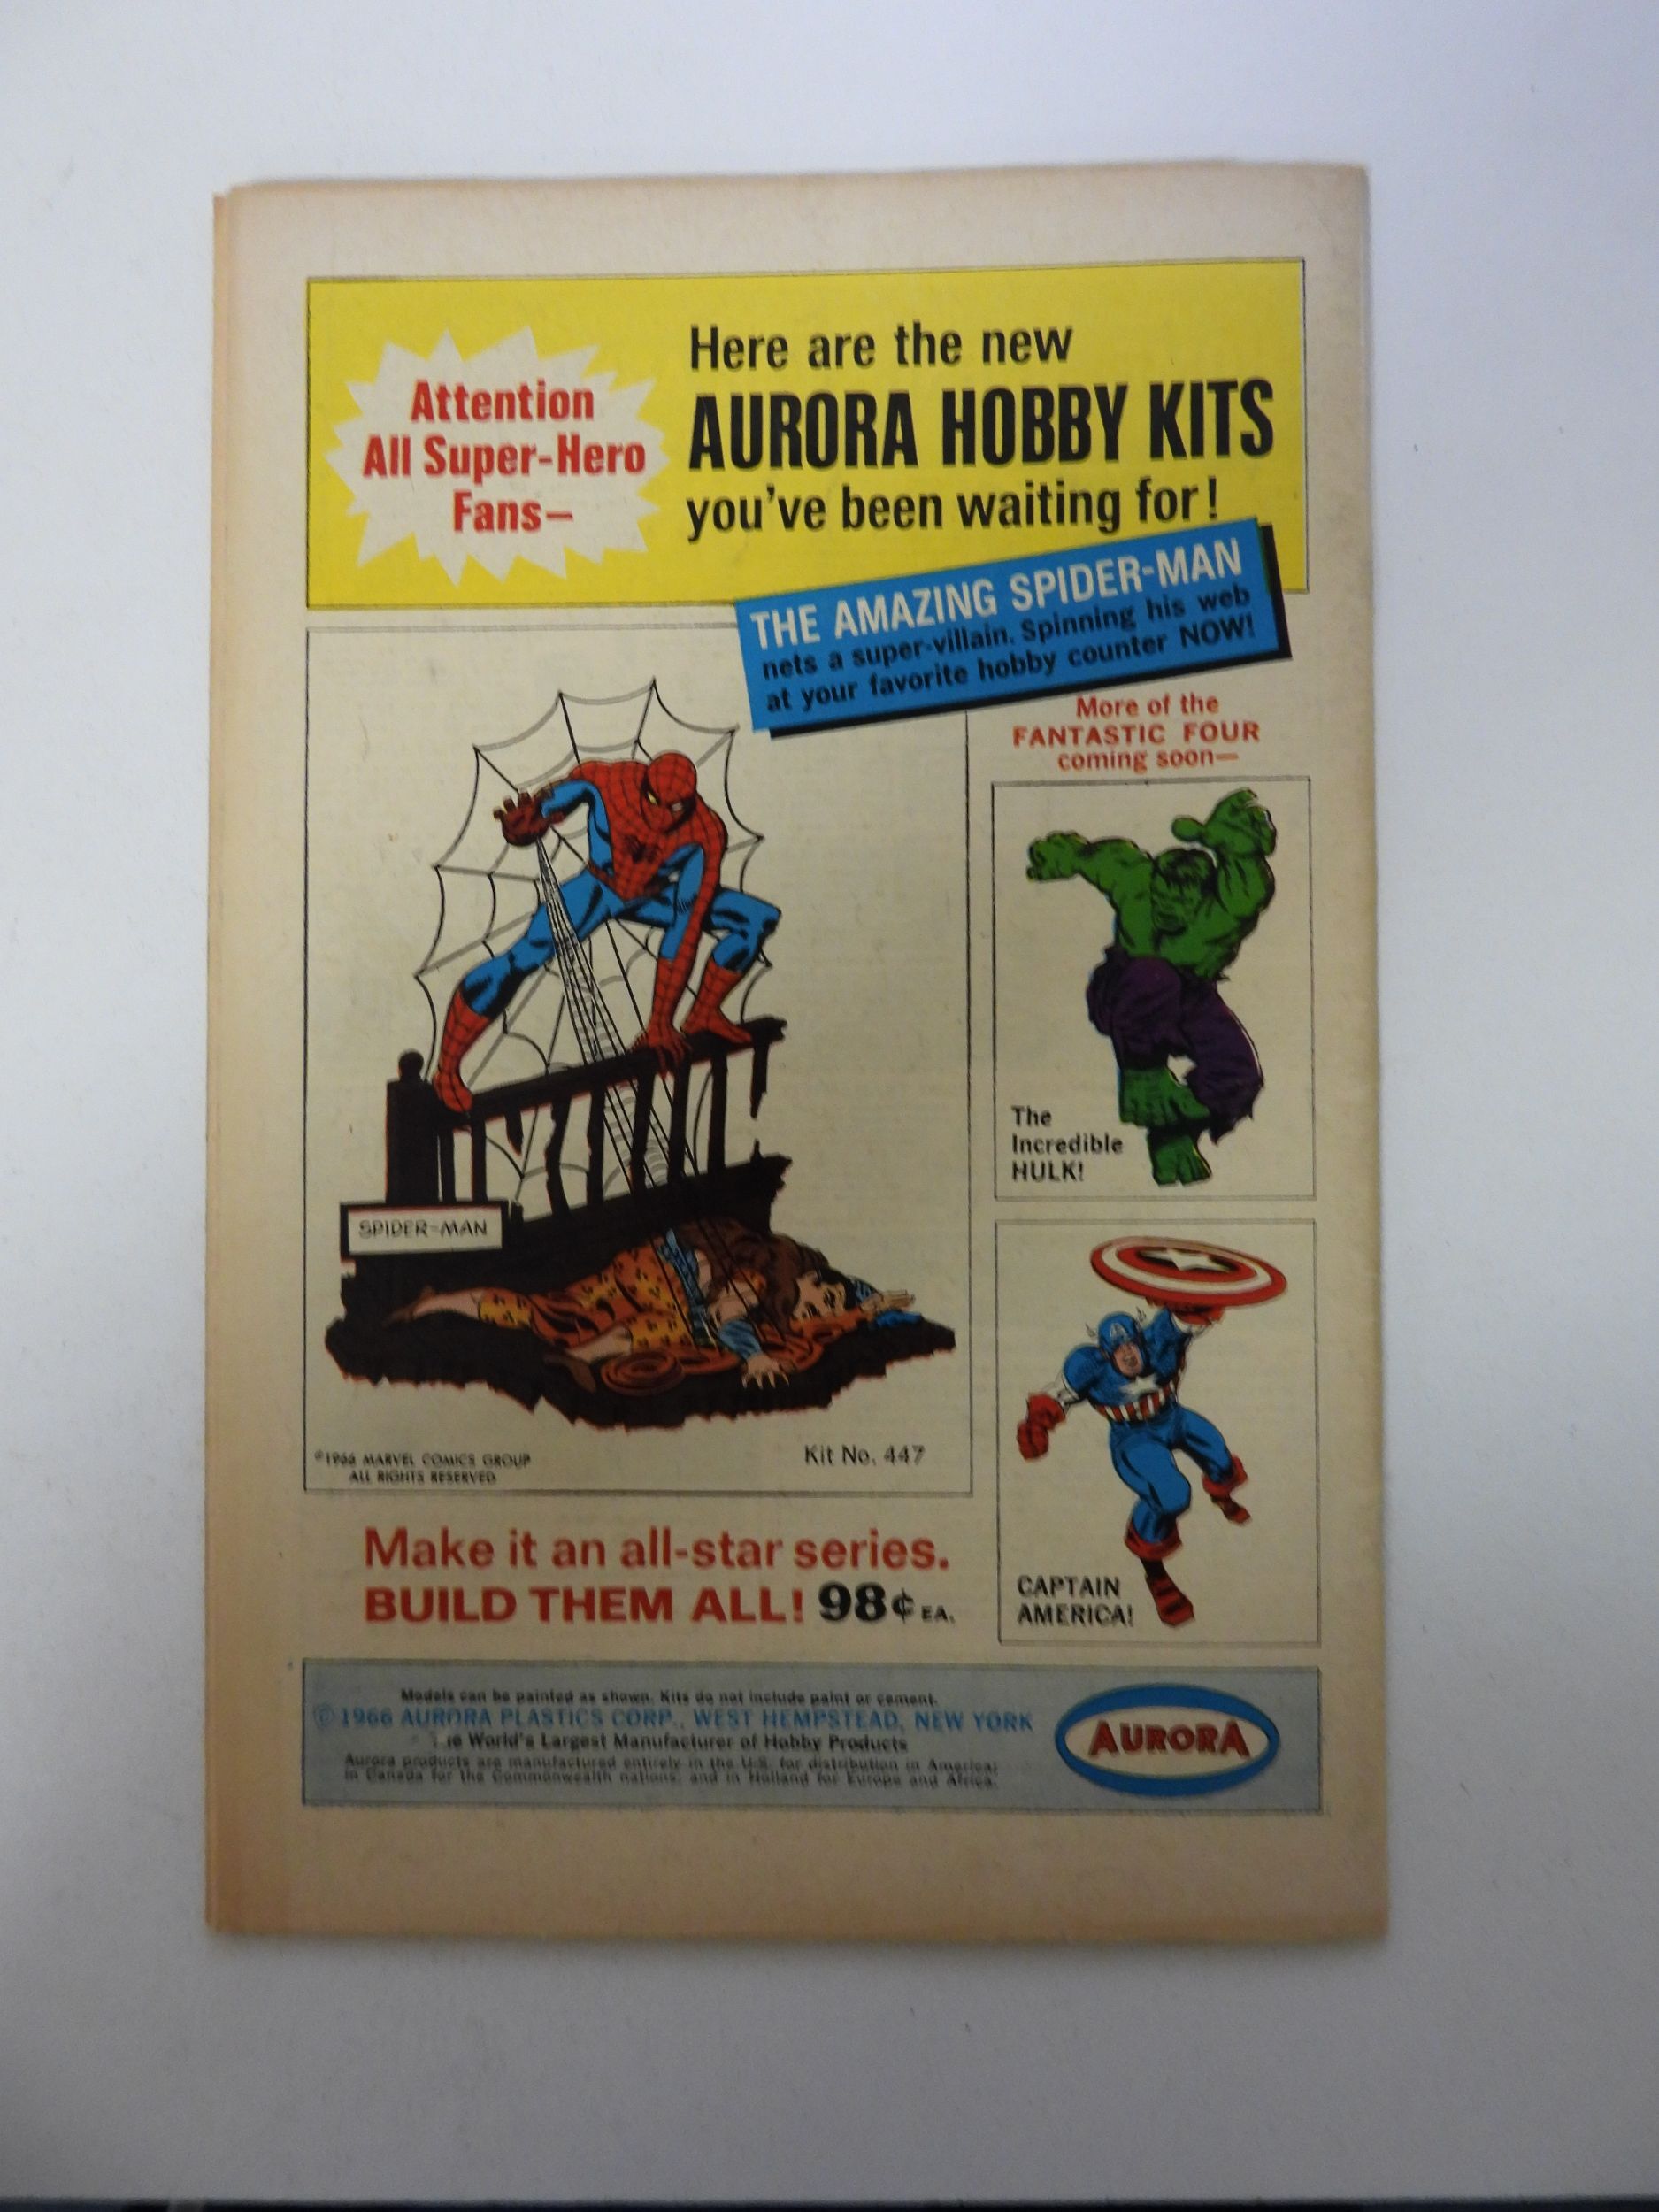 Attention
All Super-Hero
Fans—
Here are the new
AURORA HOBBY KITS
you've been waiting for!
THE AMAZING SPIDER-MAN
nets a super-villain. Spinning his web
at your favorite hobby counter NOW!
More of the
FANTASTIC FOUR
coming soon—
The
Incredible
HULK!
SPIDER-MAN
©1966 MARVEL COMICS GROUP
ALL RIGHTS RESERVED
Kit No. 447
CAPTAIN
AMERICA!
Make it an all-star series.
BUILD THEM ALL! 98¢ EA.
Models can be painted as shown. Kits do not include paint or cement.
©1966 AURORA PLASTICS CORP., WEST HEMPSTEAD, NEW YORK
World's Largest Manufacturer of Hobby Products
Aurora products are manufactured entirely in the U.S. for distribution in America;
in Canada for the Commonwealth nations; and in Holland for Europe and Africa.
AURORA
A